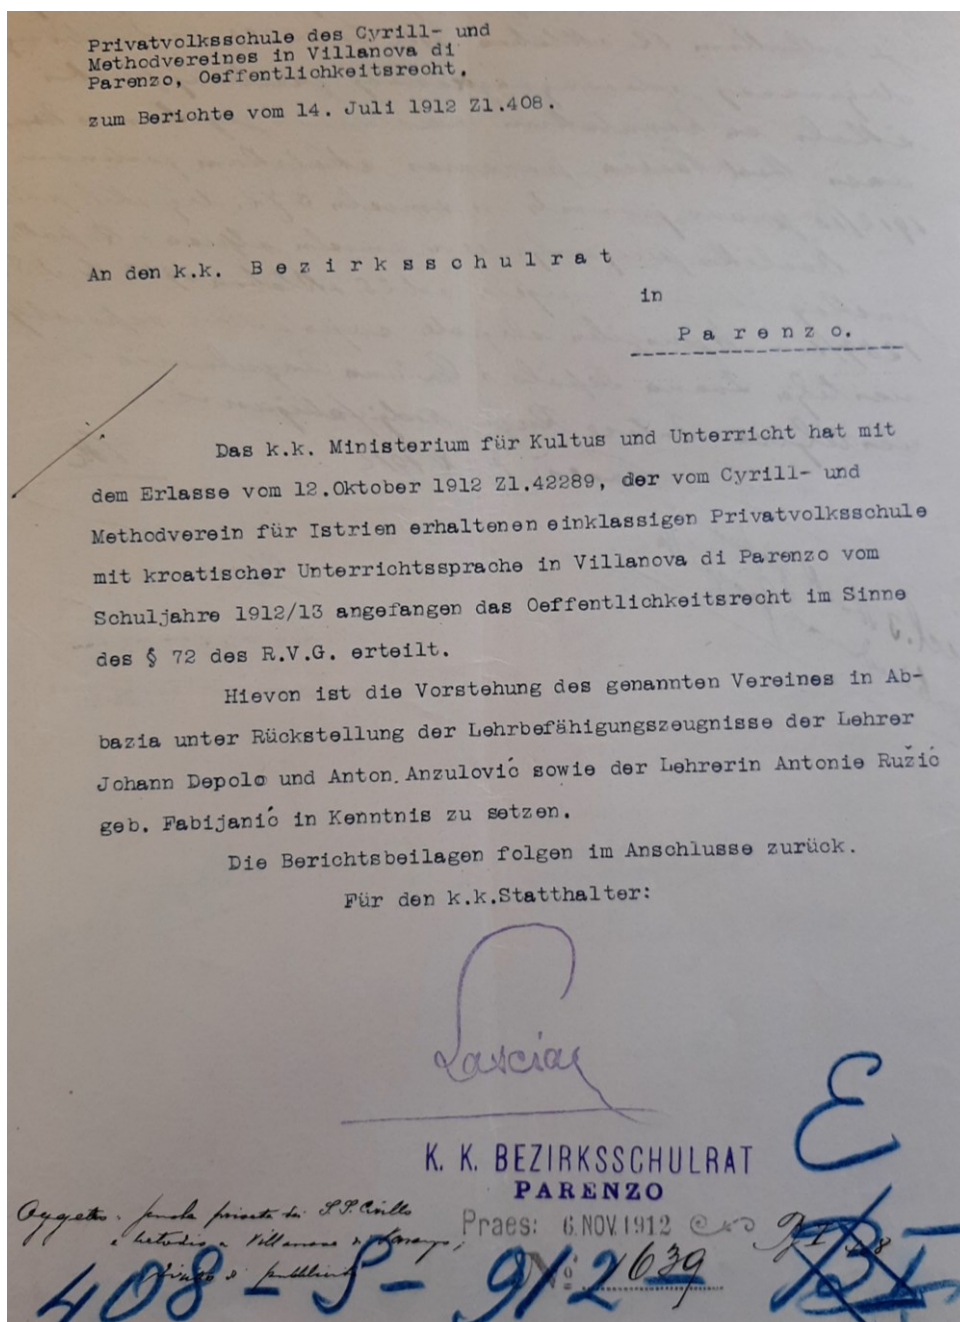 Privatvolksschule des Cyrill- und
Methodvereines in Villanova di
Parenzo, Oeffentlichkeitsrecht.
zum Berichte vom 14. Juli 1912 Zl.408.
An den k.k. Bezirksschulrat
in
Parenzo.
Das k.k. Ministerium für Kultus und Unterricht hat mit
dem Erlasse vom 12.Oktober 1912 Zl.42289, der vom Cyrill- und
Methodverein für Istrien erhaltenen einklassigen Privatvolksschule
mit kroatischer Unterrichtssprache in Villanova di Parenzo vom
Schuljahre 1912/13 angefangen das Oeffentlichkeitsrecht im Sinne
des § 72 des R.V.G. erteilt.
Hievon ist die Vorstehung des genannten Vereines in Ab-
bazia unter Rückstellung der Lehrbefähigungszeugnisse der Lehrer
Johann Depolo und Anton Anzulović sowie der Lehrerin Antonie Ružić
geb. Fabijanić in Kenntnis zu setzen.
Die Berichtsbeilagen folgen im Anschlusse zurück.
Für den k.k.Statthalter:
Lasciac
E
K. K. BEZIRKSSCHULRAT
PARENZO
Praes: 6.NOV.1912
No: 1639
Oggetto. Scuola privata dei S.S. Cirillo
e Metodio a Villanova di Parenzo,
diritto di pubblicità
408-S-912-